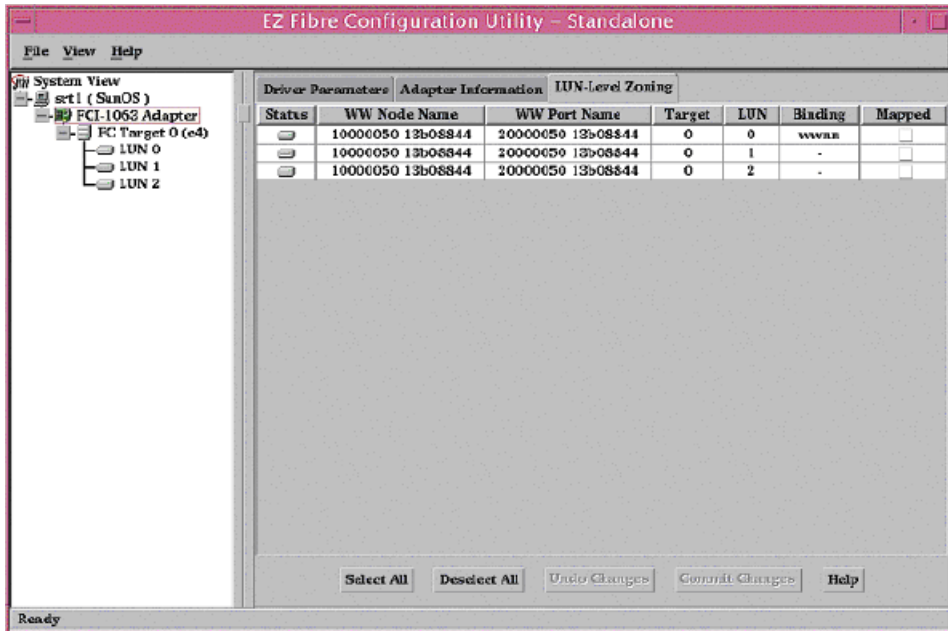 EZ Fibre Configuration Utility – Standalone
File View Help
System View
srt1 ( SunOS )
FCI-1063 Adapter
FC Target 0 (e4)
LUN 0
LUN 1
LUN 2
Driver Parameters Adapter Information LUN-Level Zoning
Status WW Node Name WW Port Name Target LUN Binding Mapped
10000050 13b08844 20000050 13b08844 0 0 wwnn
10000050 13b08844 20000050 13b08844 0 1 -
10000050 13b08844 20000050 13b08844 0 2 -
Select All Deselect All Undo Changes Commit Changes Help
Ready